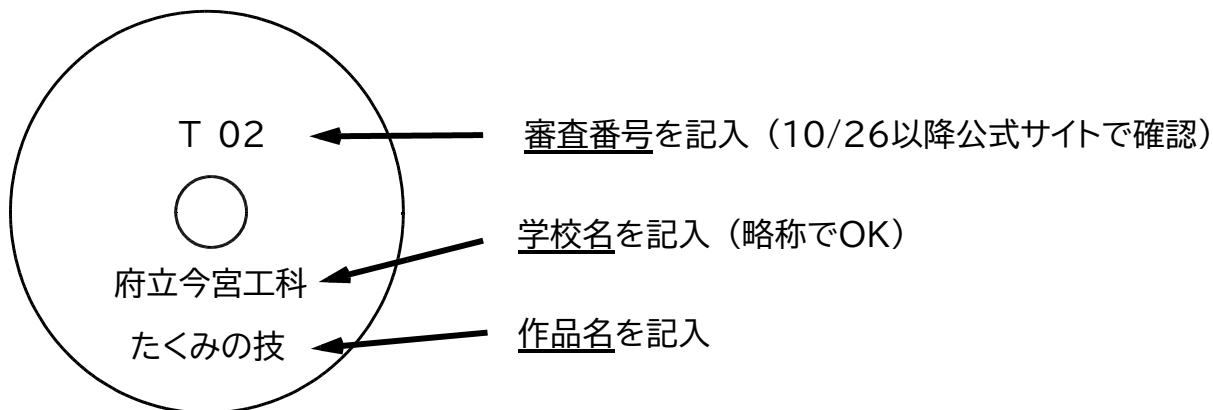 T 02
審査番号を記入（10/26以降公式サイトで確認）
学校名を記入（略称でOK）
府立今宮工科
たくみの技
作品名を記入